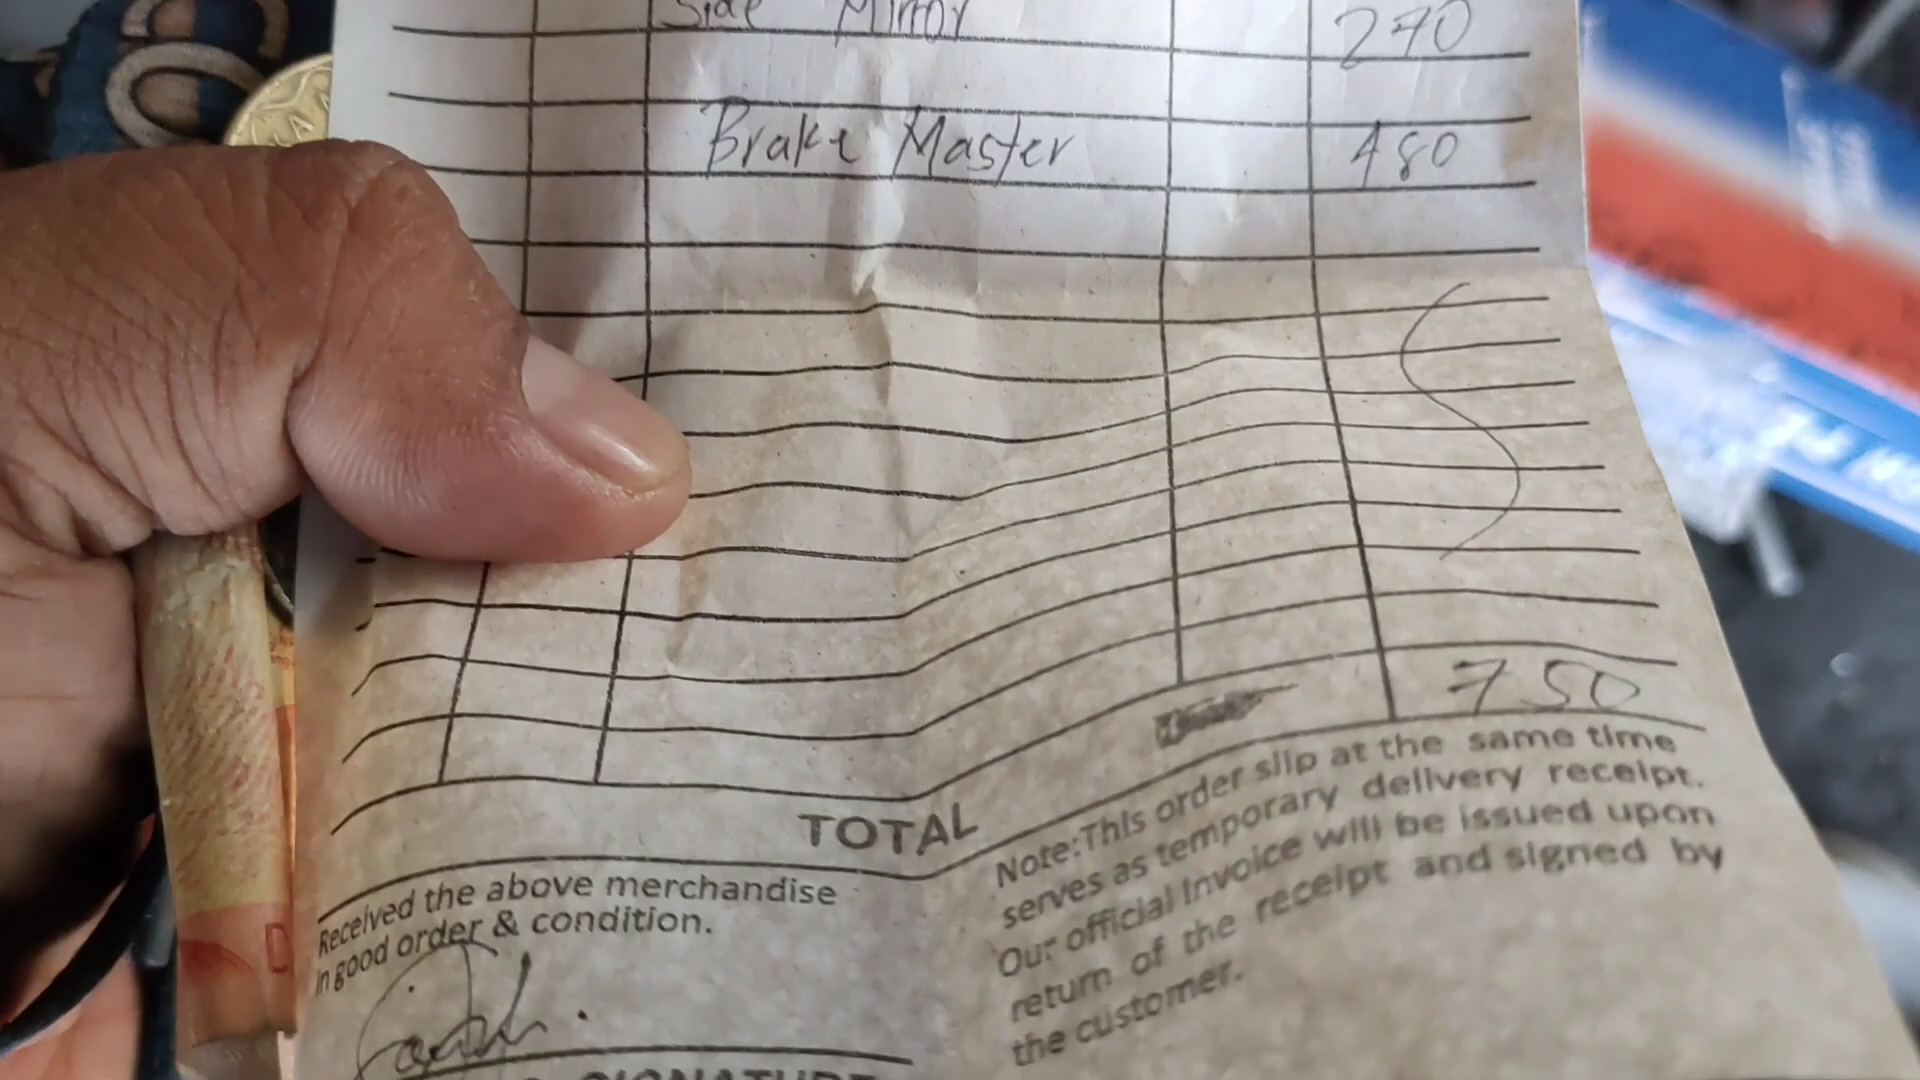 Side Mirror 270
Brake Master 480
750
TOTAL
Received the above merchandise
in good order & condition.
Note:This order slip at the same time
serves as temporary delivery receipt.
Our official Invoice will be issued upon
return of the receipt and signed by
the customer.
SIGNATURE